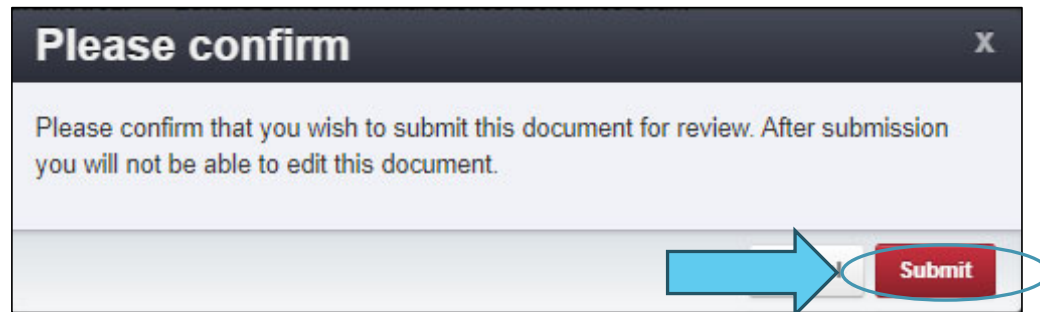 Please confirm
x
Please confirm that you wish to submit this document for review. After submission
you will not be able to edit this document.
Submit